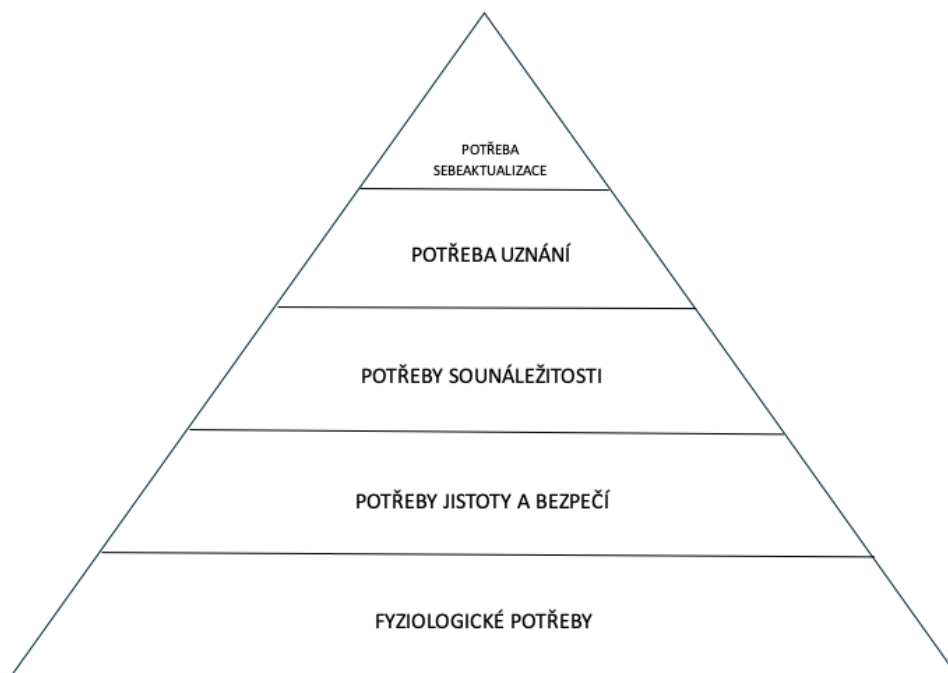 POTŘEBA
SEBEAKTUALIZACE
POTŘEBA UZNÁNÍ
POTŘEBY SOUNÁLEŽITOSTI
POTŘEBY JISTOTY A BEZPEČÍ
FYZIOLOGICKÉ POTŘEBY